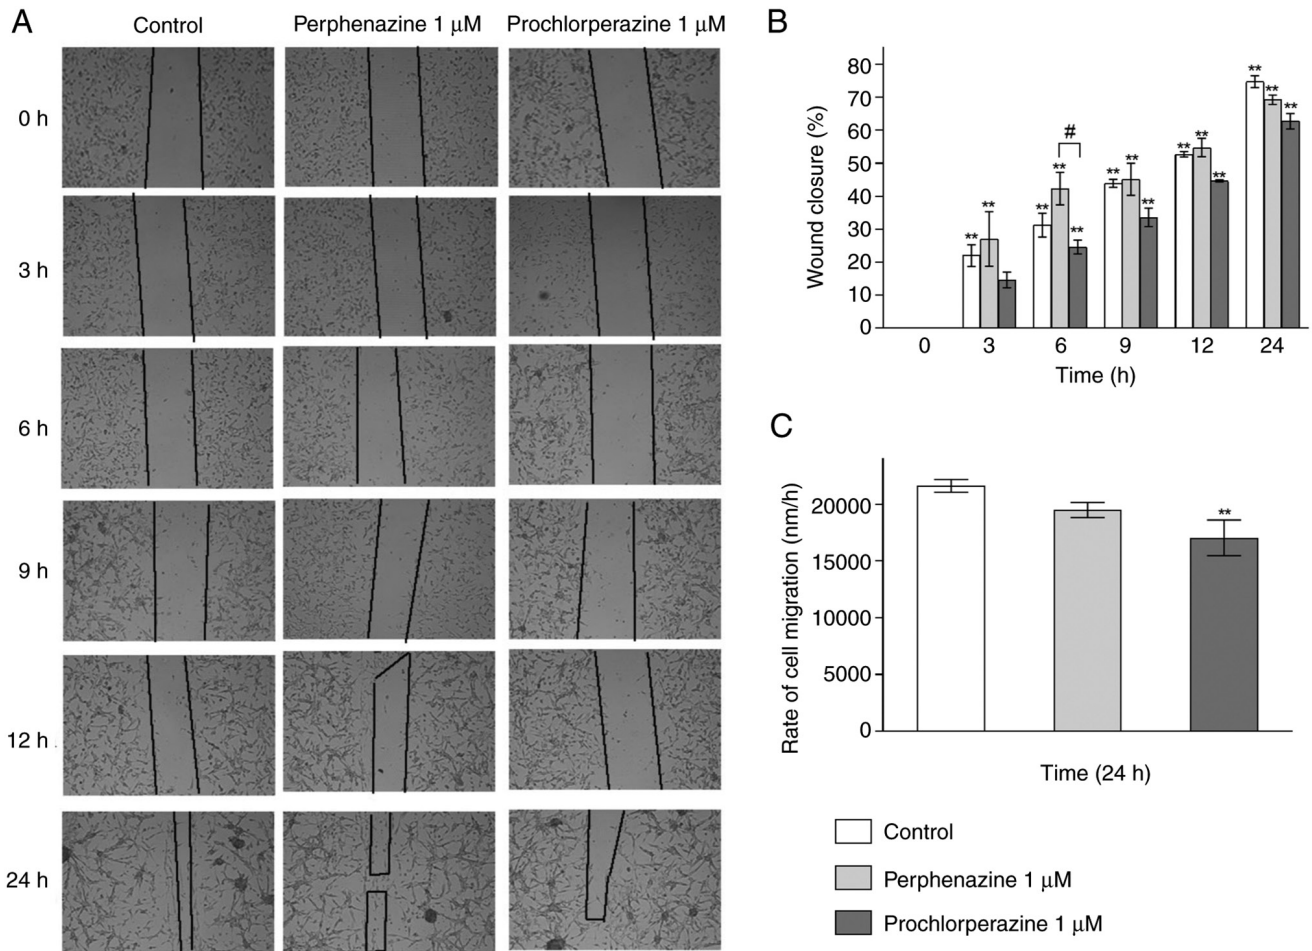 A
Control
Perphenazine 1 μM
Prochlorperazine 1 μM
0 h
3 h
6 h
9 h
12 h
24 h
B
Wound closure (%)
80
70
60
50
40
30
20
10
0
** **
** ** **
#
** ** **
** ** **
** ** **
0 3 6 9 12 24
Time (h)
C
Rate of cell migration (nm/h)
20000
15000
10000
5000
0
**
Time (24 h)
Control
Perphenazine 1 μM
Prochlorperazine 1 μM